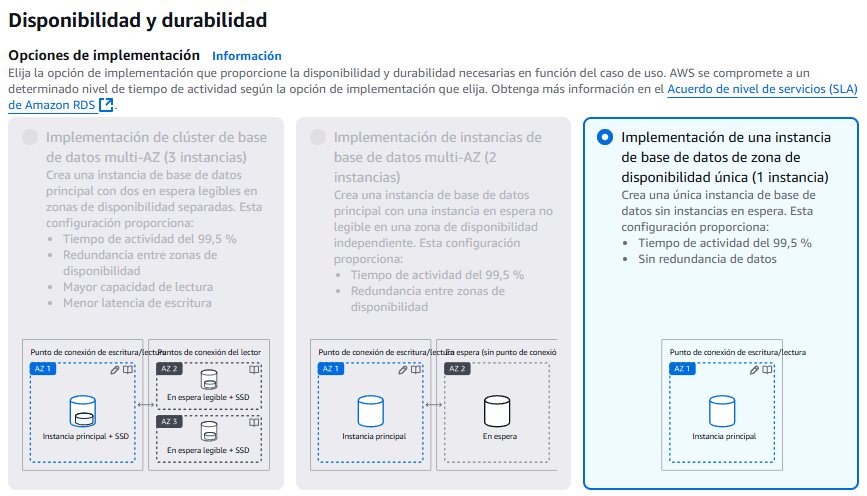 Disponibilidad y durabilidad
Opciones de implementación Información
Elija la opción de implementación que proporcione la disponibilidad y durabilidad necesarias en función del caso de uso. AWS se compromete a un
determinado nivel de tiempo de actividad según la opción de implementación que elija. Obtenga más información en el Acuerdo de nivel de servicios (SLA)
de Amazon RDS.
Implementación de clúster de base
de datos multi-AZ (3 instancias)
Crea una instancia de base de datos
principal con dos en espera legibles en
zonas de disponibilidad separadas. Esta
configuración proporciona:
• Tiempo de actividad del 99,5 %
• Redundancia entre zonas de
disponibilidad
• Mayor capacidad de lectura
• Menor latencia de escritura
Punto de conexión de escritura/lectura
Puntos de conexión del lector
AZ 1
Instancia principal + SSD
AZ 2
En espera legible + SSD
AZ 3
En espera legible + SSD
Implementación de instancias de
base de datos multi-AZ (2
instancias)
Crea una instancia de base de datos
principal con una instancia en espera no
legible en una zona de disponibilidad
independiente. Esta configuración
proporciona:
• Tiempo de actividad del 99,5 %
• Redundancia entre zonas de
disponibilidad
Punto de conexión de escritura/lectura
En espera (sin punto de conexió
AZ 1
Instancia principal
AZ 2
En espera
Implementación de una instancia
de base de datos de zona de
disponibilidad única (1 instancia)
Crea una única instancia de base de
datos sin instancias en espera. Esta
configuración proporciona:
• Tiempo de actividad del 99,5 %
• Sin redundancia de datos
Punto de conexión de escritura/lectura
AZ 1
Instancia principal